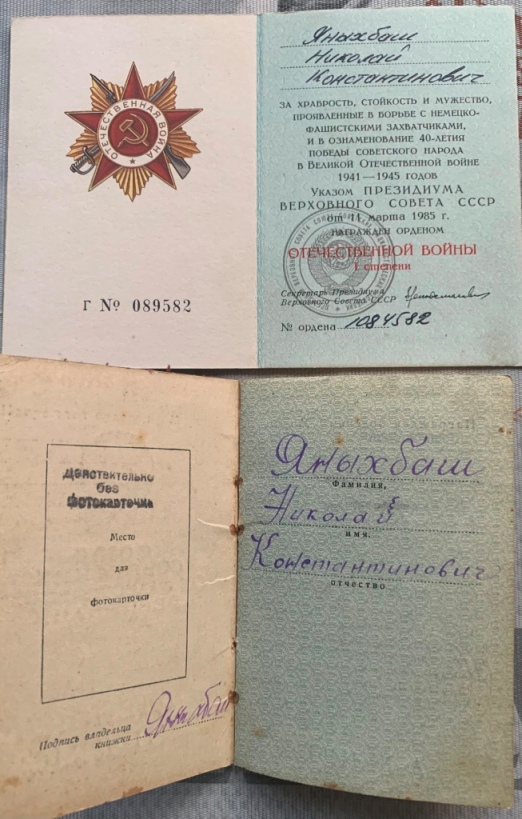 Яныхбаш
Николай
Константинович
ЗА ХРАБРОСТЬ, СТОЙКОСТЬ И МУЖЕСТВО,
ПРОЯВЛЕННЫЕ В БОРЬБЕ С НЕМЕЦКО-
ФАШИСТСКИМИ ЗАХВАТЧИКАМИ,
И В ОЗНАМЕНОВАНИЕ 40-ЛЕТИЯ
ПОБЕДЫ СОВЕТСКОГО НАРОДА
В ВЕЛИКОЙ ОТЕЧЕСТВЕННОЙ ВОЙНЕ
1941—1945 ГОДОВ
УКАЗОМ ПРЕЗИДИУМА
ВЕРХОВНОГО СОВЕТА СССР
от 11 марта 1985 г.
НАГРАЖДЕН ОРДЕНОМ
ОТЕЧЕСТВЕННОЙ ВОЙНЫ
I степени
Секретарь Президиума
Верховного Совета СССР
№ ордена 1084582
ОТЕЧЕСТВЕННАЯ ВОЙНА
Г № 089582
Действительно
без
фотокарточки
Место
для
фотокарточки
Подпись владельца
книжки Яныхбаш
Яныхбаш
Фамилия,
Николай
имя,
Константинович
отчество